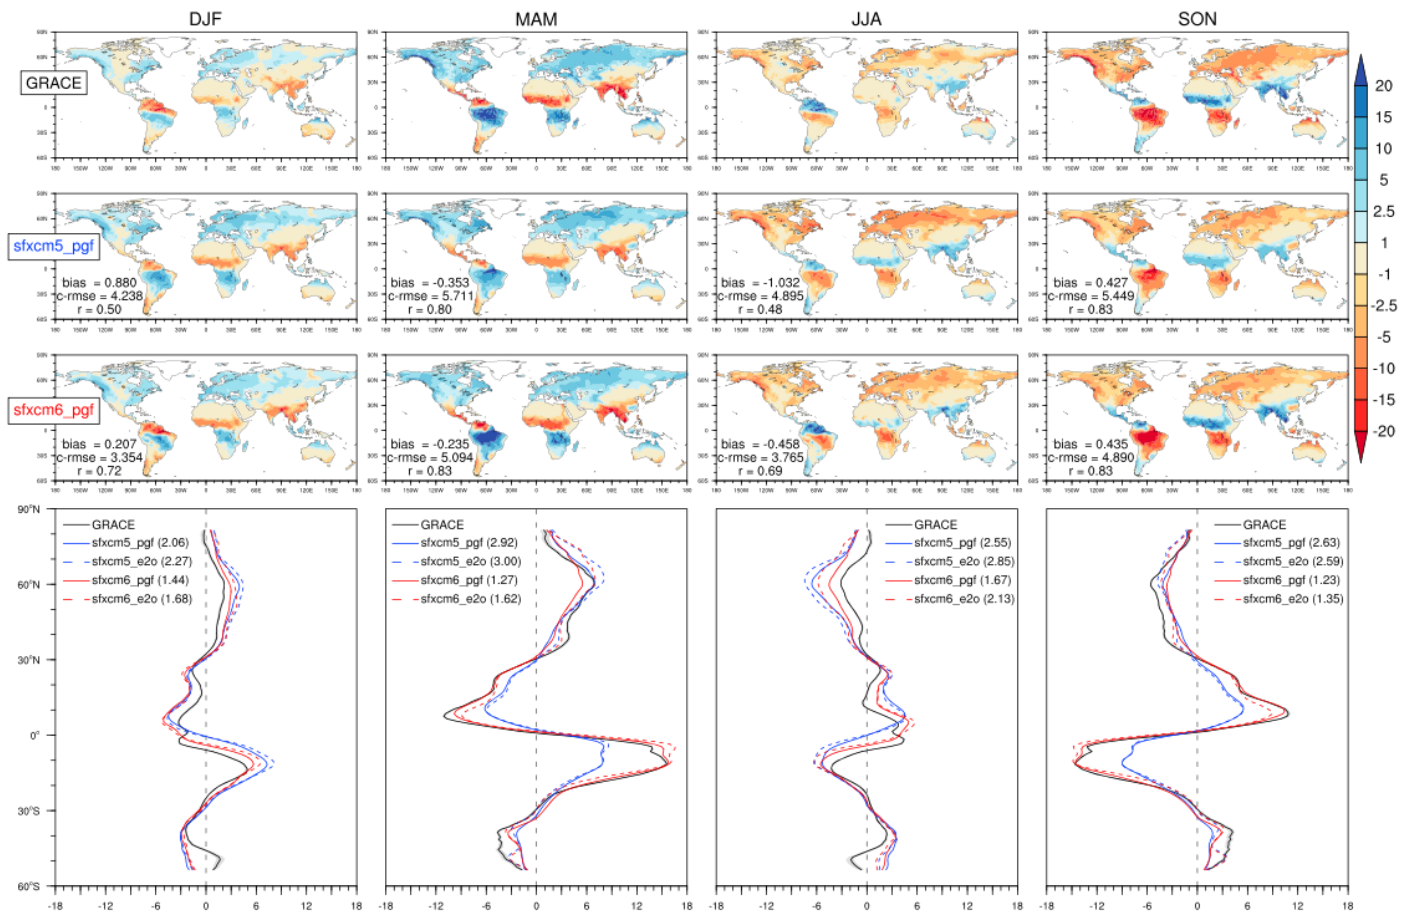 DJF
MAM
JJA
SON
GRACE
sfxcm5_pgf
bias = 0.880
c-rmse = 4.238
r = 0.50
bias = -0.353
c-rmse = 5.711
r = 0.80
bias = -1.032
c-rmse = 4.895
r = 0.48
bias = 0.427
c-rmse = 5.449
r = 0.83
sfxcm6_pgf
bias = 0.207
c-rmse = 3.354
r = 0.72
bias = -0.235
c-rmse = 5.094
r = 0.83
bias = -0.458
c-rmse = 3.765
r = 0.69
bias = 0.435
c-rmse = 4.890
r = 0.83
20
15
10
5
2.5
1
-1
-2.5
-5
-10
-15
-20
90°N
60°N
30°N
0°
30°S
60°S
GRACE
sfxcm5_pgf (2.06)
sfxcm5_e2o (2.27)
sfxcm6_pgf (1.44)
sfxcm6_e2o (1.68)
GRACE
sfxcm5_pgf (2.92)
sfxcm5_e2o (3.00)
sfxcm6_pgf (1.27)
sfxcm6_e2o (1.62)
GRACE
sfxcm5_pgf (2.55)
sfxcm5_e2o (2.85)
sfxcm6_pgf (1.67)
sfxcm6_e2o (2.13)
GRACE
sfxcm5_pgf (2.63)
sfxcm5_e2o (2.59)
sfxcm6_pgf (1.23)
sfxcm6_e2o (1.35)
-18 -12 -6 0 6 12 18
-12 -6 0 6 12 18
-12 -6 0 6 12 18
-12 -6 0 6 12 18